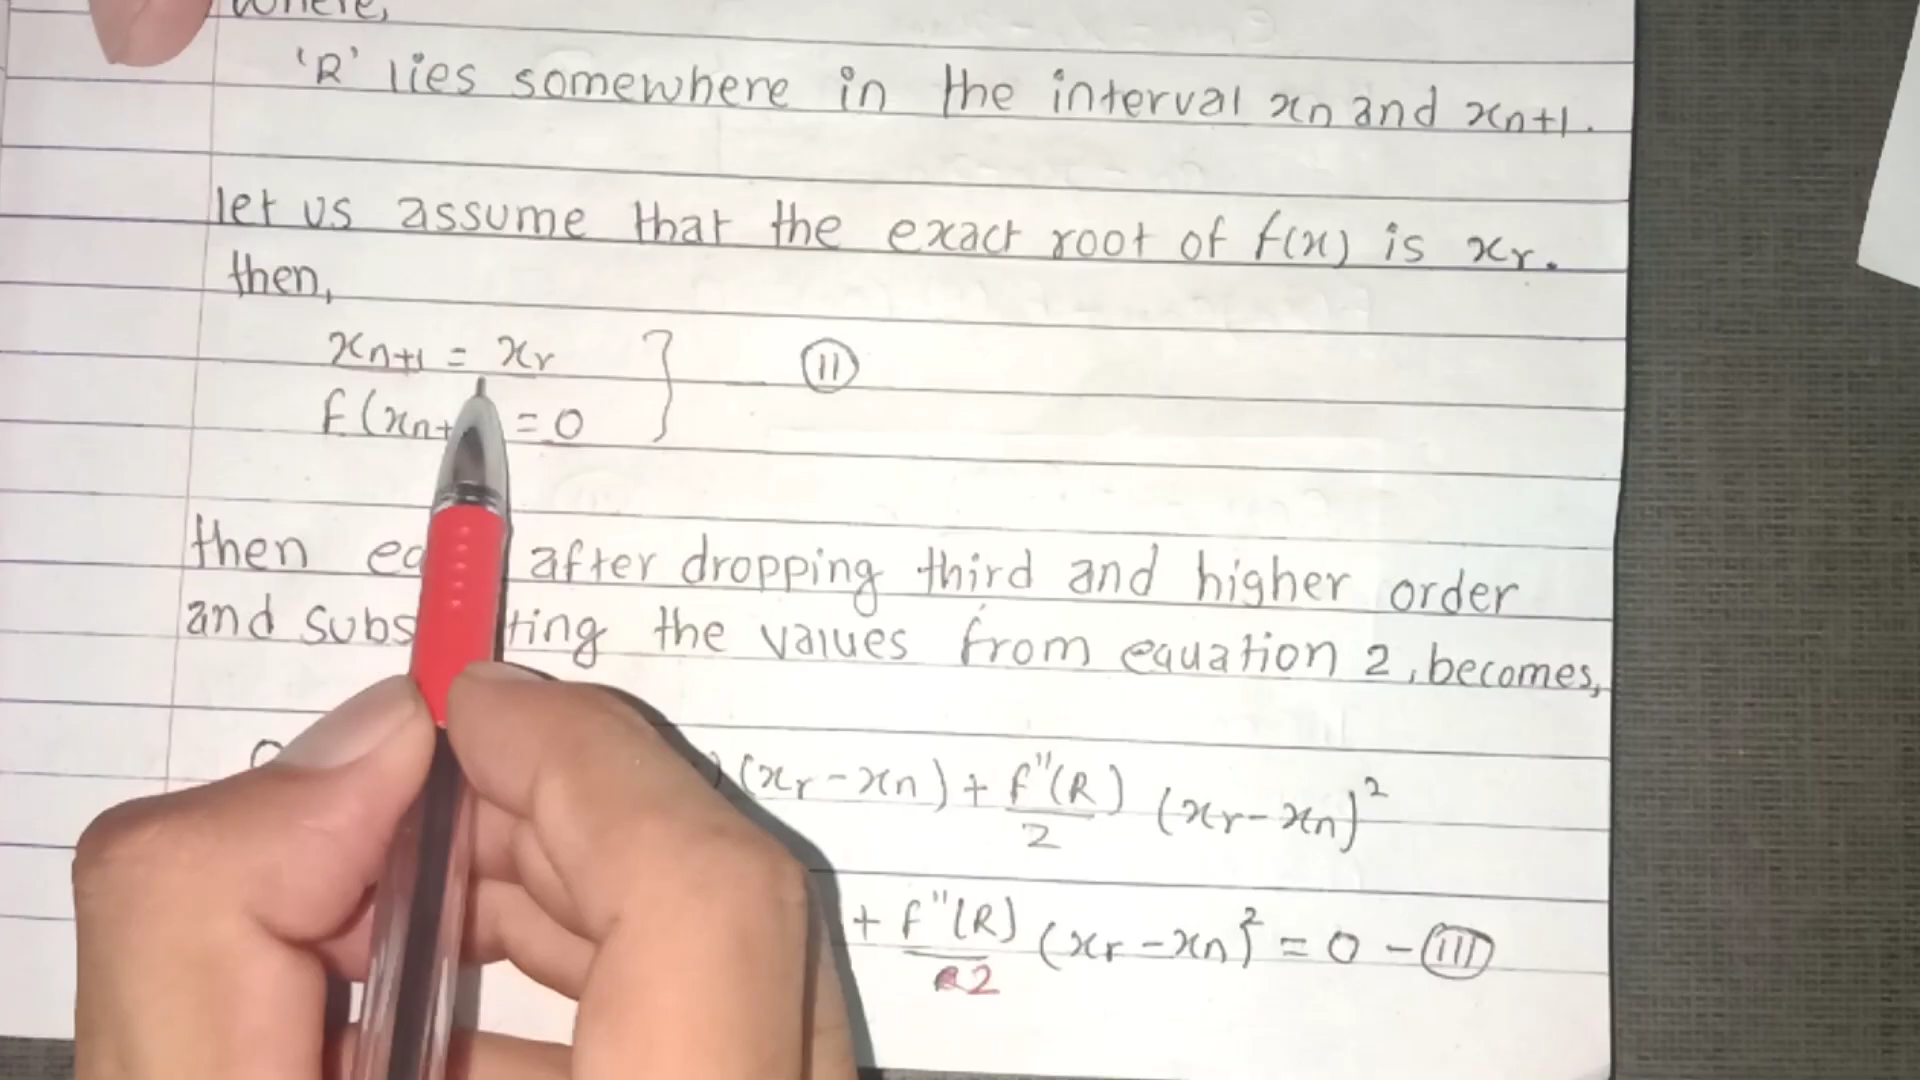 where,
'R' lies somewhere in the interval xn and xn+1.
let us assume that the exact root of f(x) is xr.
then,
xn+1 = xr
f(xn+ = 0
} — (II)
then after dropping third and higher order
and the values from equation 2, becomes,
) (xr - xn) + f''(R)/2 (xr - xn)²
+ f''(R)/2 (xr - xn)² = 0 - (III)